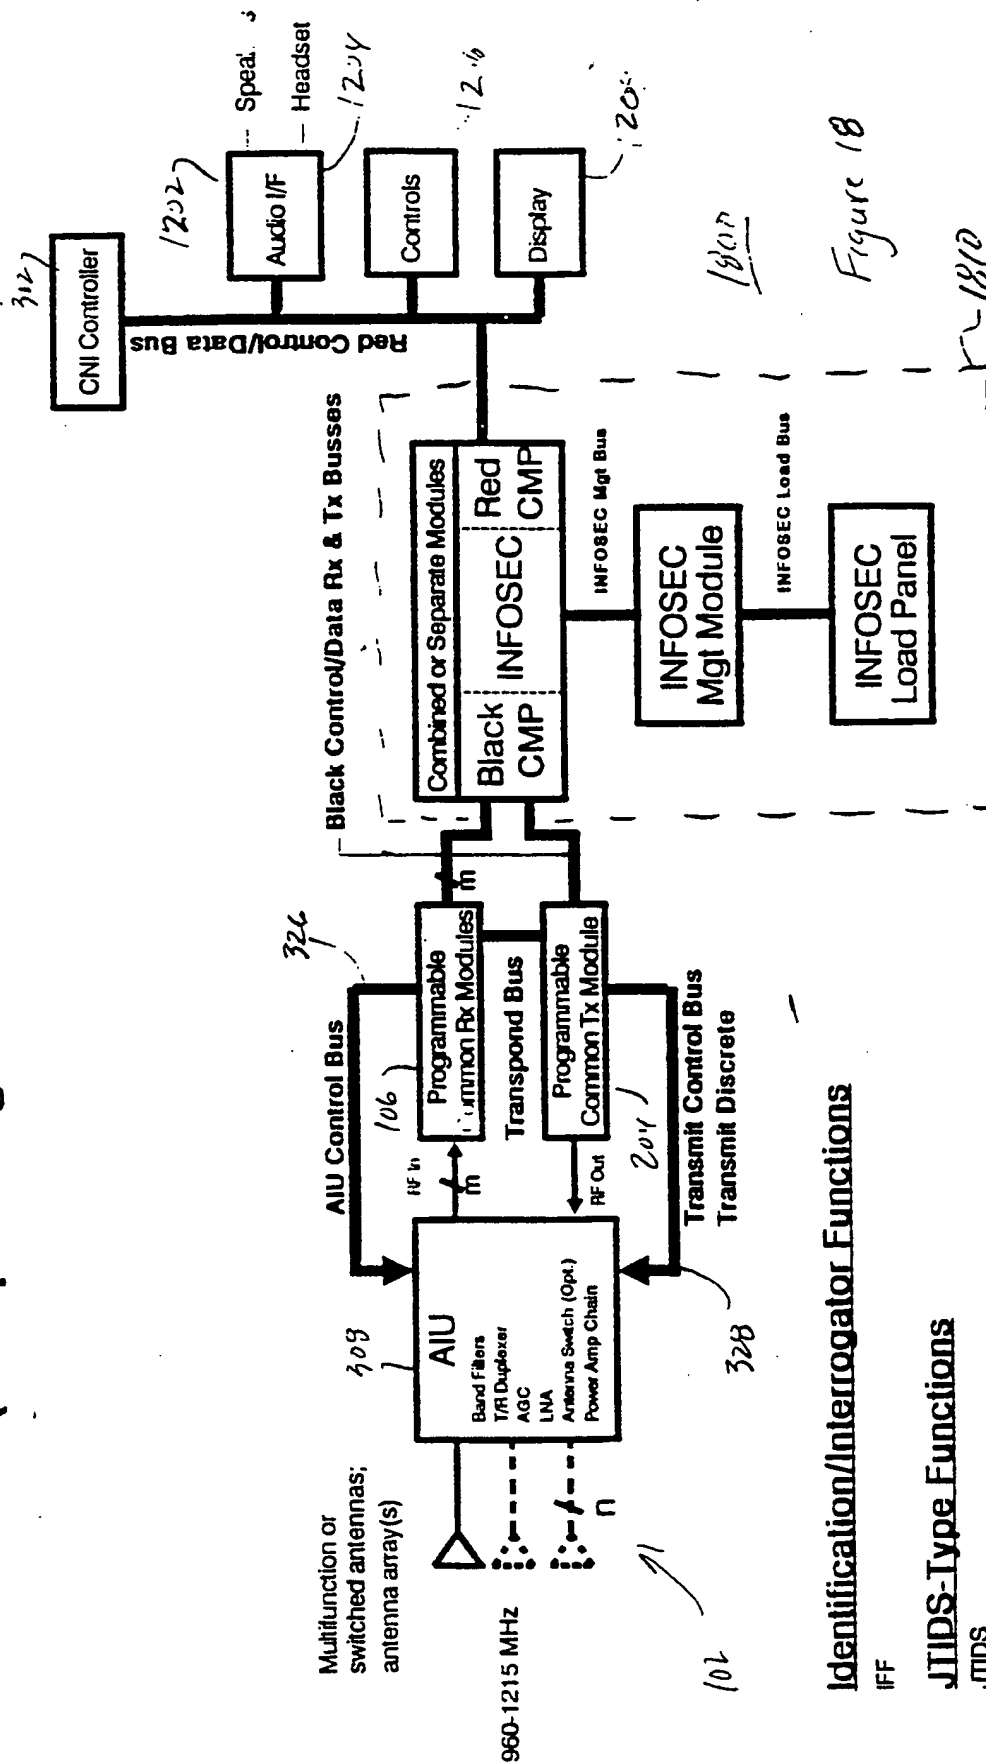 312
CNI Controller
Red Control/Data Bus
1202
Audio I/F
Headset
1204
Controls
Display
Figure 18
1810
Black Control/Data Rx & Tx Busses
Combined or Separate Modules
Black
CMP
INFOSEC
Red
CMP
INFOSEC Mgt Bus
INFOSEC
Mgt Module
INFOSEC Load Bus
INFOSEC
Load Panel
326
AIU Control Bus
106
RF In
m
Programmable
Rx Modules
m
Transpond Bus
Programmable
Common Tx Module
RF Out
204
Transmit Control Bus
Transmit Discrete
328
AIU
Band Filters
T/R Duplexer
AGC
LNA
Antenna Switch (Opt.)
Power Amp Chain
Multifunction or
switched antennas;
antenna array(s)
960-1215 MHz
n
102
Identification/Interrogator Functions
IFF
JTIDS-Type Functions
JTIDS